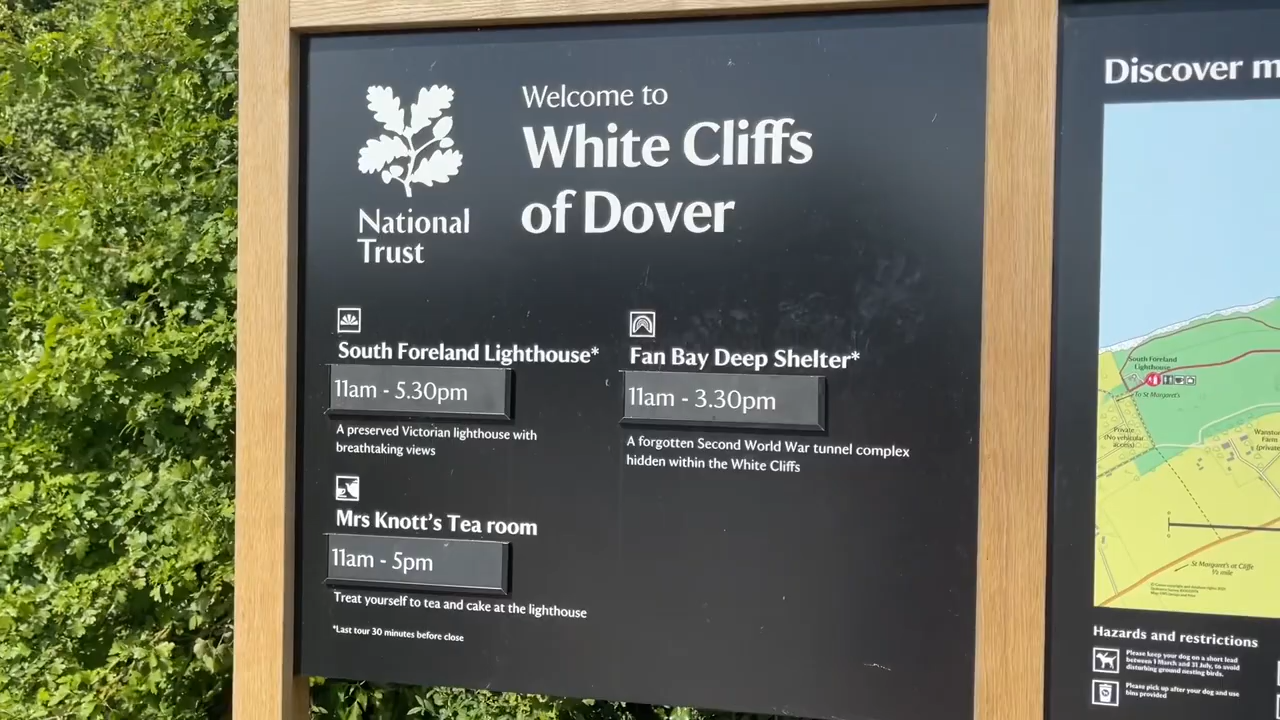 Welcome to
White Cliffs
of Dover
National
Trust
South Foreland Lighthouse*
11am - 5.30pm
A preserved Victorian lighthouse with
breathtaking views
Fan Bay Deep Shelter*
11am - 3.30pm
A forgotten Second World War tunnel complex
hidden within the White Cliffs
Mrs Knott's Tea room
11am - 5pm
Treat yourself to tea and cake at the lighthouse
*Last tour 30 minutes before close
Discover m
South Foreland
Lighthouse
To St Margaret's
Private
(No vehicular
access)
Wanston
Farm
(private
St Margaret's at Cliffe
½ mile
Hazards and restrictions
Please keep your dog on a short lead
between 1 March and 31 July, to avoid
disturbing ground nesting birds.
Please pick up after your dog and use
bins provided